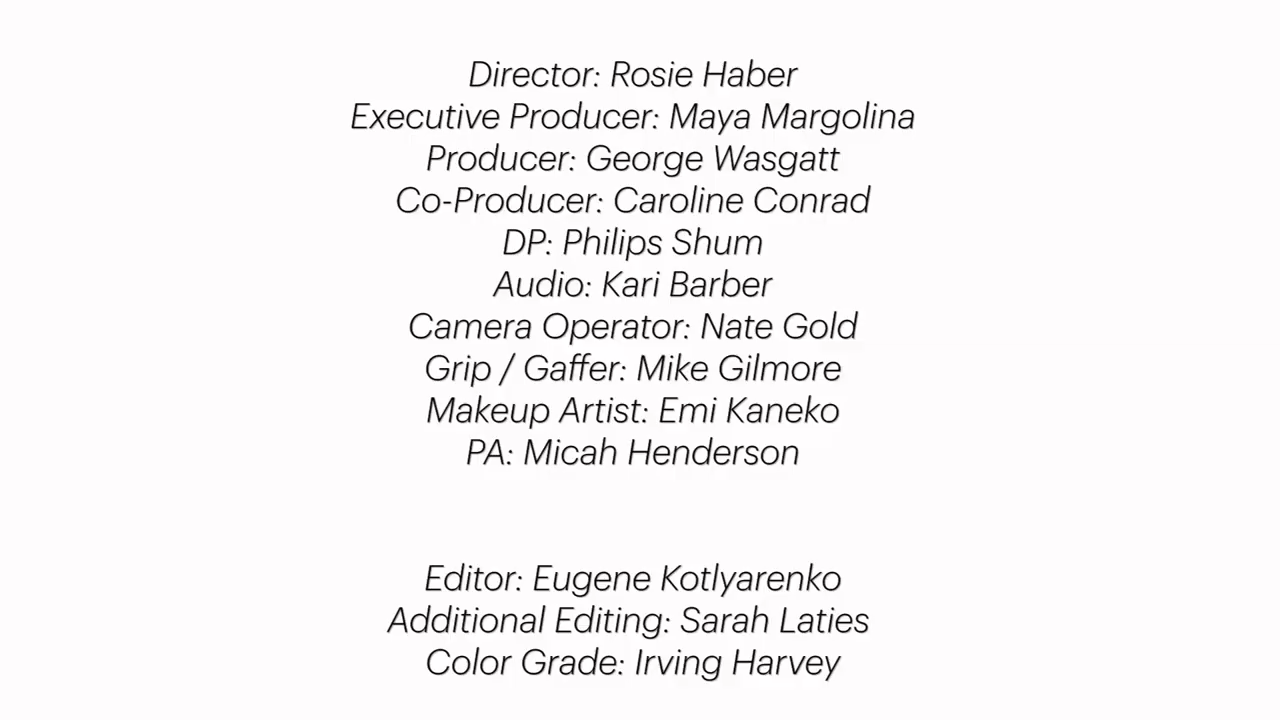 Director: Rosie Haber
Executive Producer: Maya Margolina
Producer: George Wasgatt
Co-Producer: Caroline Conrad
DP: Philips Shum
Audio: Kari Barber
Camera Operator: Nate Gold
Grip / Gaffer: Mike Gilmore
Makeup Artist: Emi Kaneko
PA: Micah Henderson
Editor: Eugene Kotlyarenko
Additional Editing: Sarah Laties
Color Grade: Irving Harvey